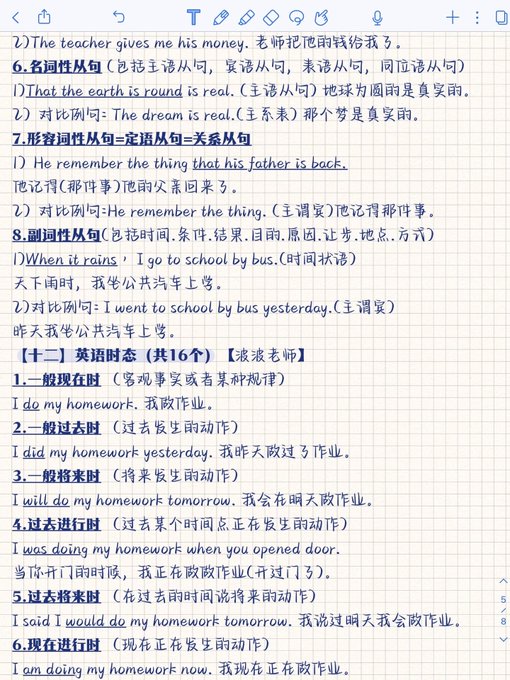 2)The teacher gives me his money. 老师把他的钱给我了。
6.名词性从句(包括主语从句，宾语从句，表语从句，同位语从句)
1)That the earth is round is real. (主语从句) 地球为圆的是真实的。
2) 对比例句: The dream is real.(主系表) 那个梦是真实的。
7.形容词性从句=定语从句=关系从句
1) He remember the thing that his father is back.
他记得(那件事)他的父亲回来了。
2) 对比例句:He remember the thing. (主谓宾)他记得那件事。
8.副词性从句(包括时间.条件.结果.目的.原因.让步.地点.方式)
1)When it rains，I go to school by bus.(时间状语)
天下雨时，我坐公共汽车上学。
2)对比例句: I went to school by bus yesterday.(主谓宾)
昨天我坐公共汽车上学。
【十二】英语时态（共16个）【波波老师】
1.一般现在时 (客观事实或者某种规律)
I do my homework. 我做作业。
2.一般过去时 (过去发生的动作)
I did my homework yesterday. 我昨天做过了作业。
3.一般将来时 (将来发生的动作)
I will do my homework tomorrow. 我会在明天做作业。
4.过去进行时 (过去某个时间点正在发生的动作)
I was doing my homework when you opened door.
当你开门的时候，我正在做做作业(开过门了)。
5.过去将来时 (在过去的时间说将来的动作)
I said I would do my homework tomorrow. 我说过明天我会做作业。
6.现在进行时 (现在正在发生的动作)
I am doing my homework now. 我现在正在做作业。
5
/
8